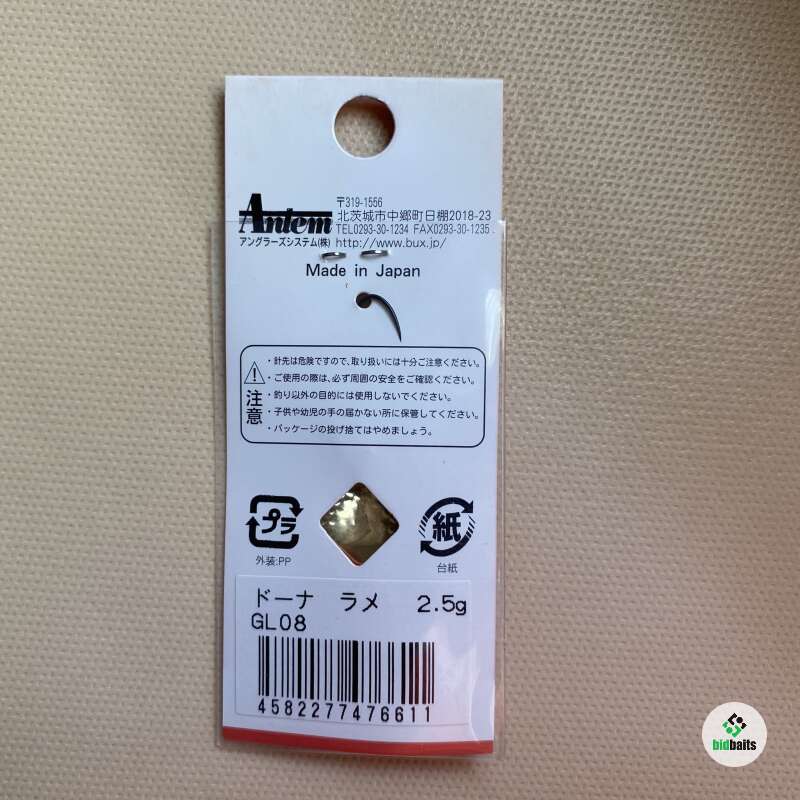 Antem
アングラーズシステム(株)
〒319-1556
北茨城市中郷町日棚2018-23
TEL0293-30-1234 FAX0293-30-1235
http://www.bux.jp/
Made in Japan
注意
・針先は危険ですので、取り扱いには十分ご注意ください。
・ご使用の際は、必ず周囲の安全をご確認ください。
・釣り以外の目的には使用しないでください。
・子供や幼児の手の届かない所に保管してください。
・パッケージの投げ捨てはやめましょう。
プラ
外装:PP
紙
台紙
ドーナ ラメ 2.5g
GL08
4582277476611
bidbaits